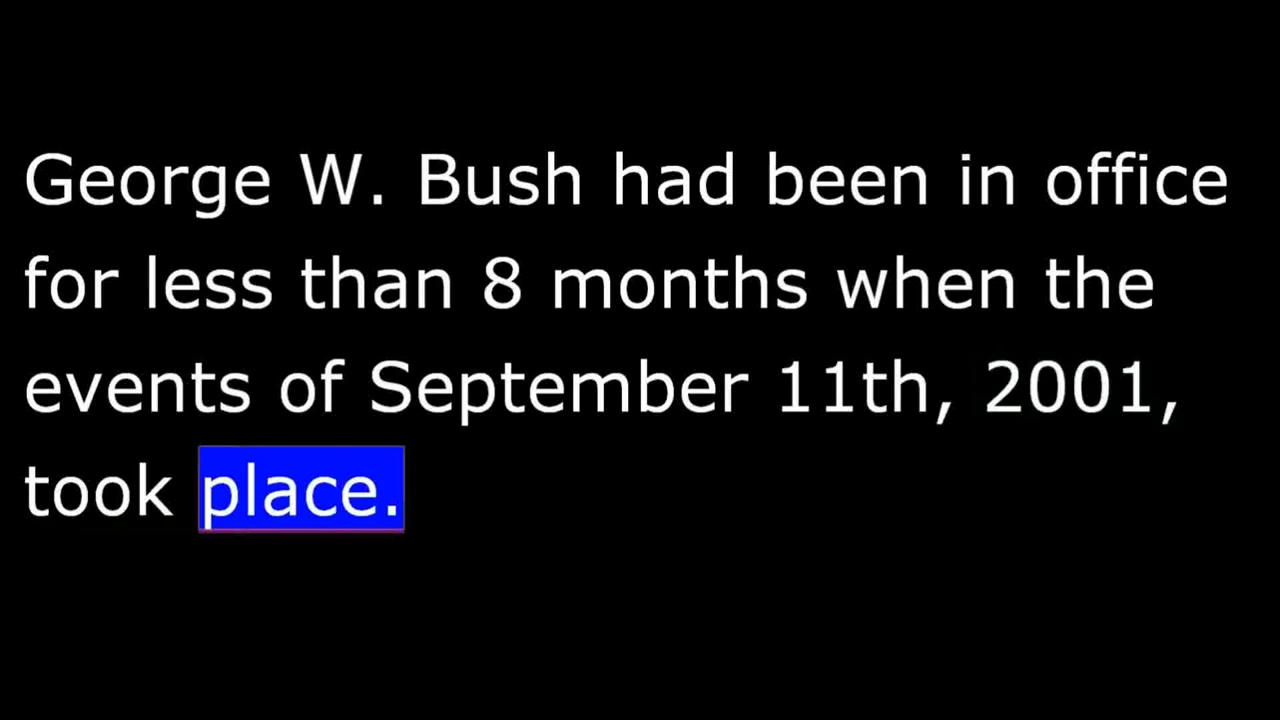 George W. Bush had been in office
for less than 8 months when the
events of September 11th, 2001,
took place.